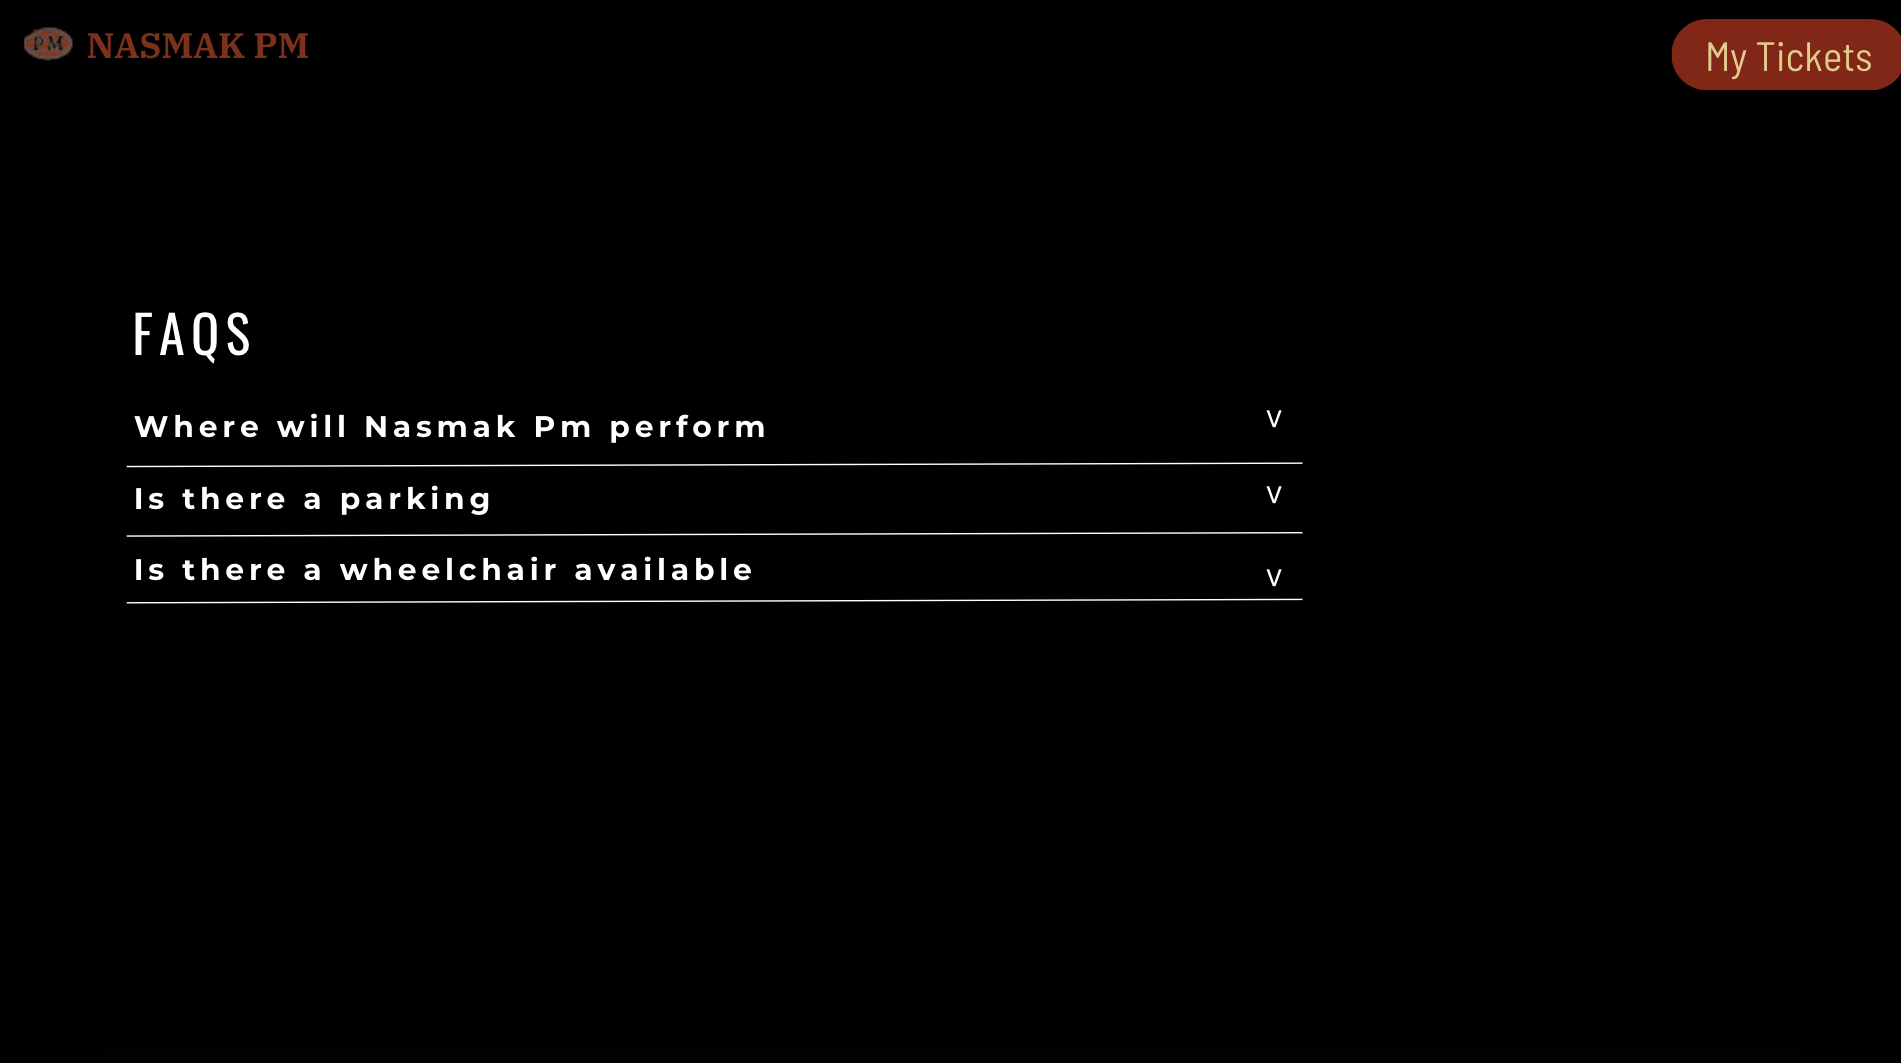 PM NASMAK PM
My Tickets
FAQS
Where will Nasmak Pm perform
V
Is there a parking
V
Is there a wheelchair available
V